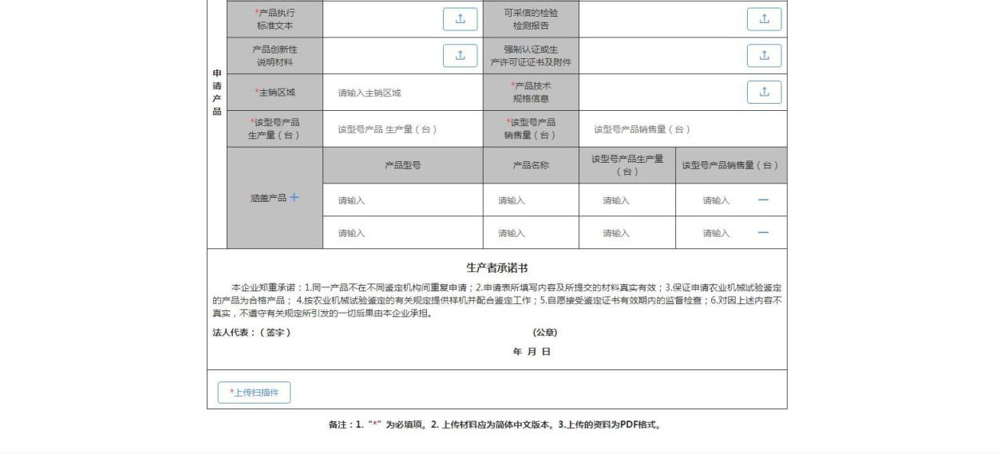 *产品执行
标准文本
可采信的检验
检测报告
产品创新性
说明材料
强制认证或生
产许可证证书及附件
申
请
产
品
*主销区域
请输入主销区域
*产品技术
规格信息
*该型号产品
生产量（台）
该型号产品 生产量（台）
*该型号产品
销售量（台）
该型号产品销售量（台）
涵盖产品
产品型号
产品名称
该型号产品生产量
（台）
该型号产品销售量（台）
请输入 请输入 请输入 请输入
请输入 请输入 请输入 请输入
生产者承诺书
本企业郑重承诺：1.同一产品不在不同鉴定机构间重复申请；2.申请表所填写内容及所提交的材料真实有效；3.保证申请农业机械试验鉴定
的产品为合格产品； 4.按农业机械试验鉴定的有关规定提供样机并配合鉴定工作；5.自愿接受鉴定证书有效期内的监督检查；6.对因上述内容不
真实，不遵守有关规定所引发的一切后果由本企业承担。
法人代表：（签字） （公章）
年 月 日
*上传扫描件
备注：1.“*”为必填项。2. 上传材料应为简体中文版本。3.上传的资料为PDF格式。